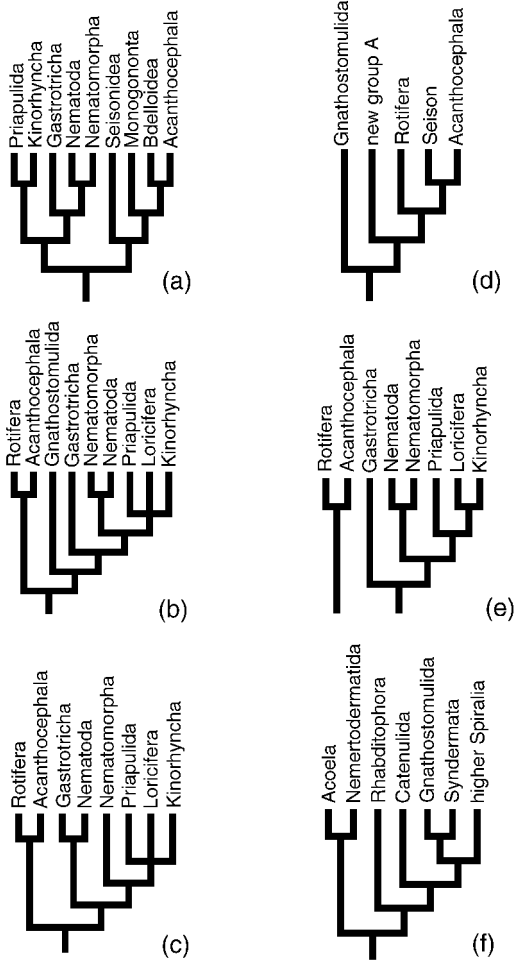 Priapulida
Kinorhyncha
Gastrotricha
Nematoda
Nematomorpha
Seisonidea
Monogononta
Bdelloidea
Acanthocephala
(a)
Gnathostomulida
new group A
Rotifera
Seison
Acanthocephala
(d)
Rotifera
Acanthocephala
Gnathostomulida
Gastrotricha
Nematomorpha
Nematoda
Priapulida
Loricifera
Kinorhyncha
(b)
Rotifera
Acanthocephala
Gastrotricha
Nematoda
Nematomorpha
Priapulida
Loricifera
Kinorhyncha
(e)
Rotifera
Acanthocephala
Gastrotricha
Nematoda
Nematomorpha
Priapulida
Loricifera
Kinorhyncha
(c)
Acoela
Nemertodermatida
Rhabditophora
Catenulida
Gnathostomulida
Syndermata
higher Spiralia
(f)